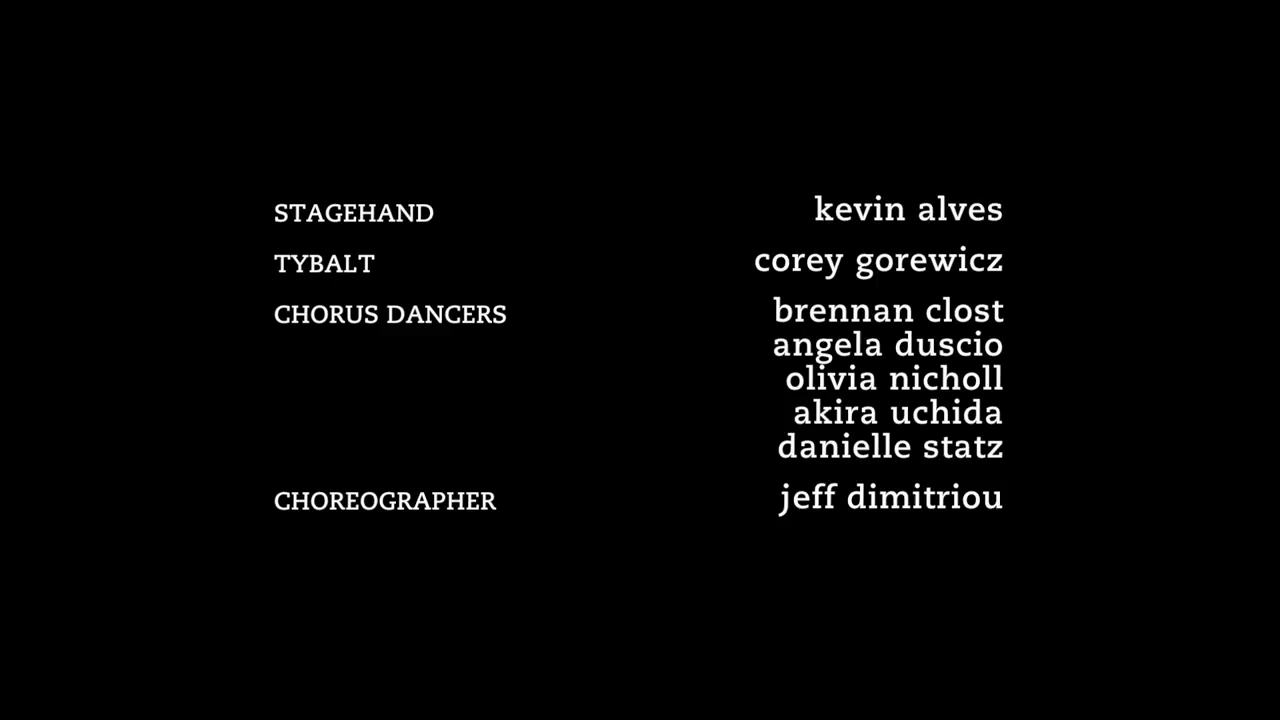 STAGEHAND kevin alves
TYBALT corey gorewicz
CHORUS DANCERS brennan clost
angela duscio
olivia nicholl
akira uchida
danielle statz
CHOREOGRAPHER jeff dimitriou